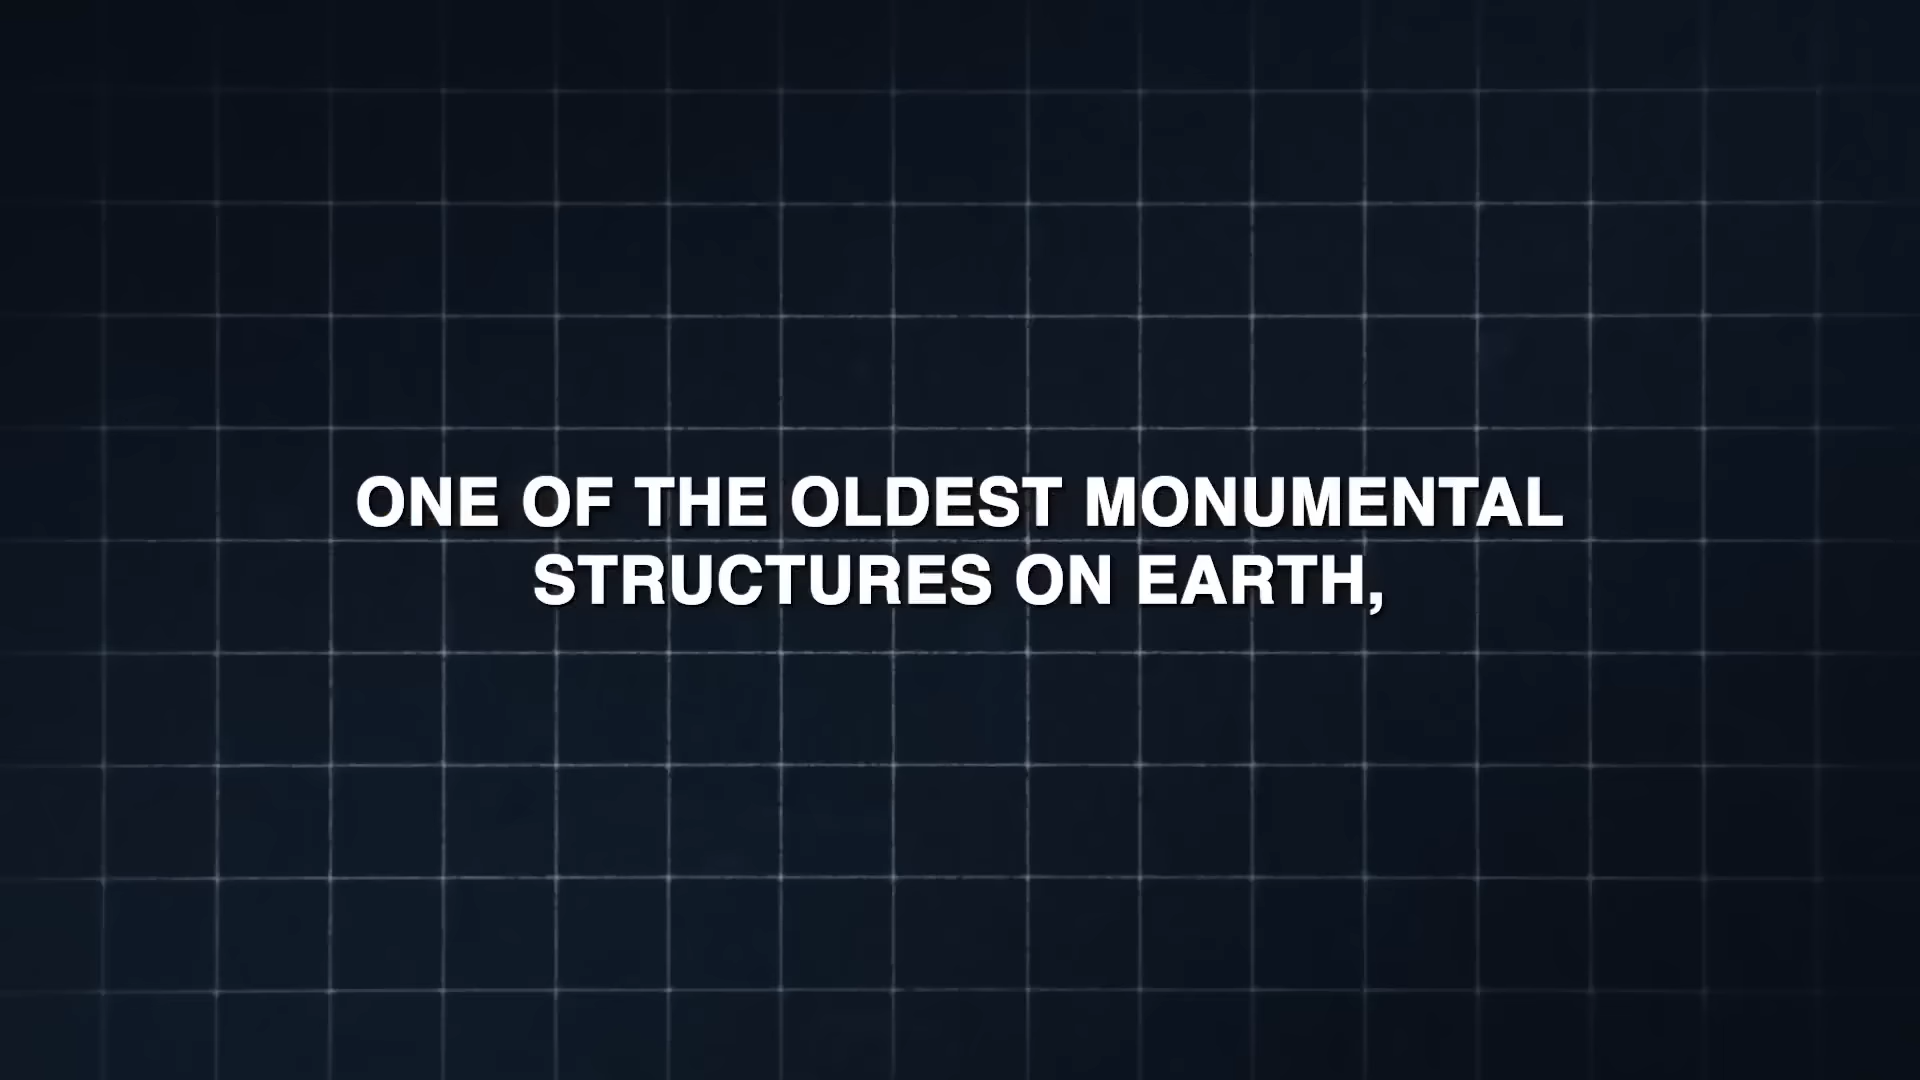 ONE OF THE OLDEST MONUMENTAL
STRUCTURES ON EARTH,